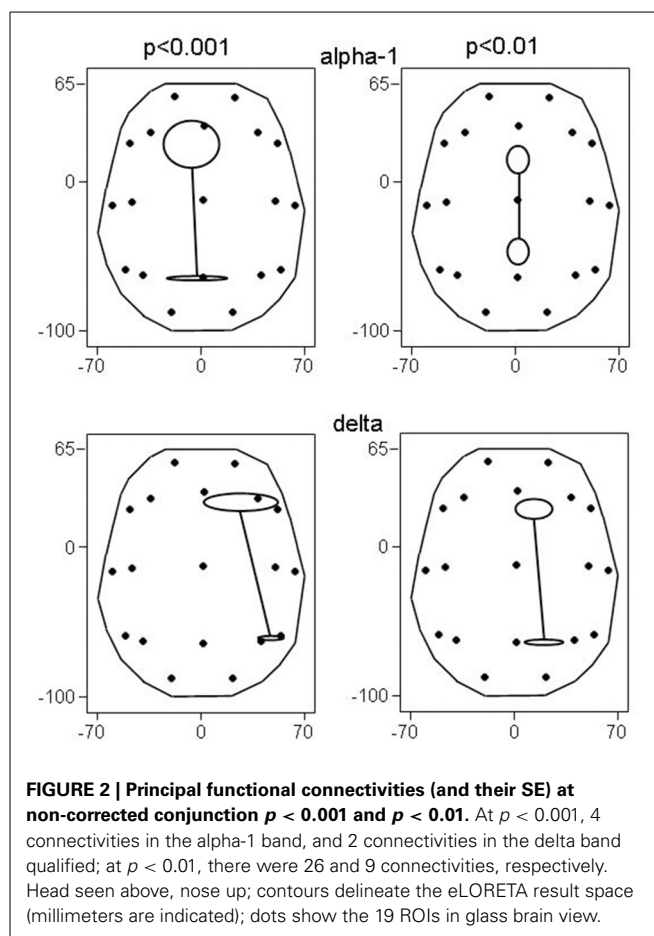 p<0.001 alpha-1 p<0.01
65 65
0 0
-100 -100
-70 0 70 -70 0 70
delta
65 65
0 0
-100 -100
-70 0 70 -70 0 70
FIGURE 2 | Principal functional connectivities (and their SE) at
non-corrected conjunction p < 0.001 and p < 0.01. At p < 0.001, 4
connectivities in the alpha-1 band, and 2 connectivities in the delta band
qualified; at p < 0.01, there were 26 and 9 connectivities, respectively.
Head seen above, nose up; contours delineate the eLORETA result space
(millimeters are indicated); dots show the 19 ROIs in glass brain view.